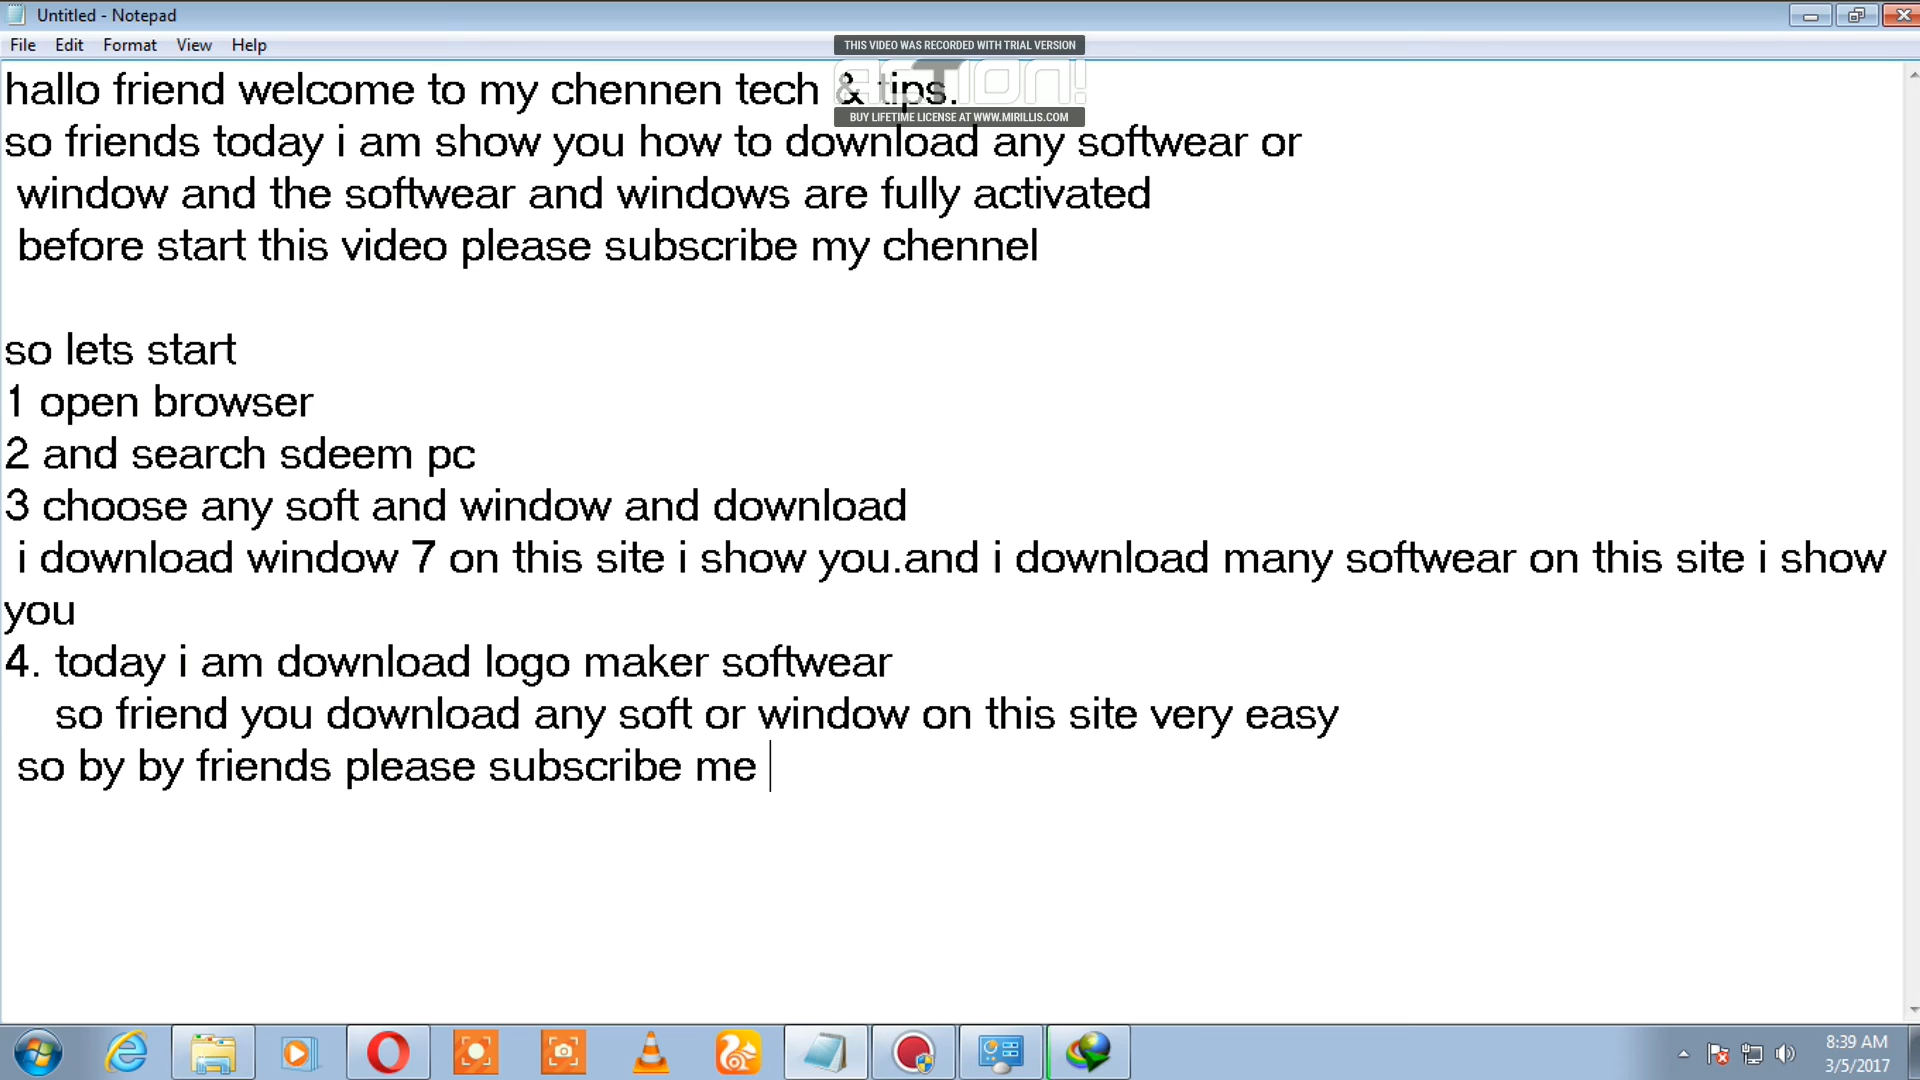 Untitled - Notepad
File Edit Format View Help
THIS VIDEO WAS RECORDED WITH TRIAL VERSION
ACTION!
BUY LIFETIME LICENSE AT WWW.MIRILLIS.COM
hallo friend welcome to my chennen tech & tips.
so friends today i am show you how to download any softwear or
window and the softwear and windows are fully activated
before start this video please subscribe my chennel
so lets start
1 open browser
2 and search sdeem pc
3 choose any soft and window and download
i download window 7 on this site i show you.and i download many softwear on this site i show
you
4. today i am download logo maker softwear
so friend you download any soft or window on this site very easy
so by by friends please subscribe me
8:39 AM
3/5/2017